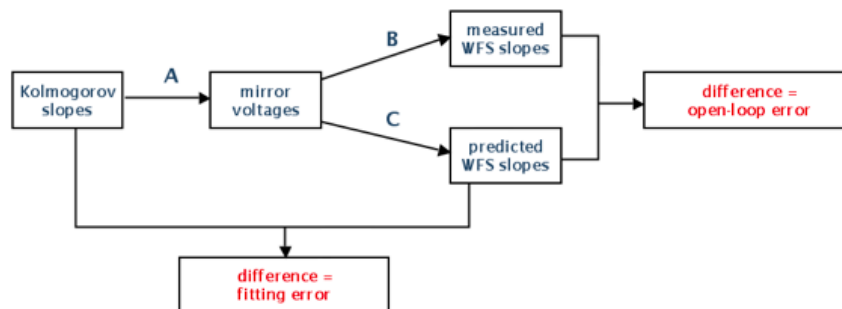 Kolmogorov
slopes
A
mirror
voltages
B
measured
WFS slopes
C
predicted
WFS slopes
difference =
open-loop error
difference =
fitting error